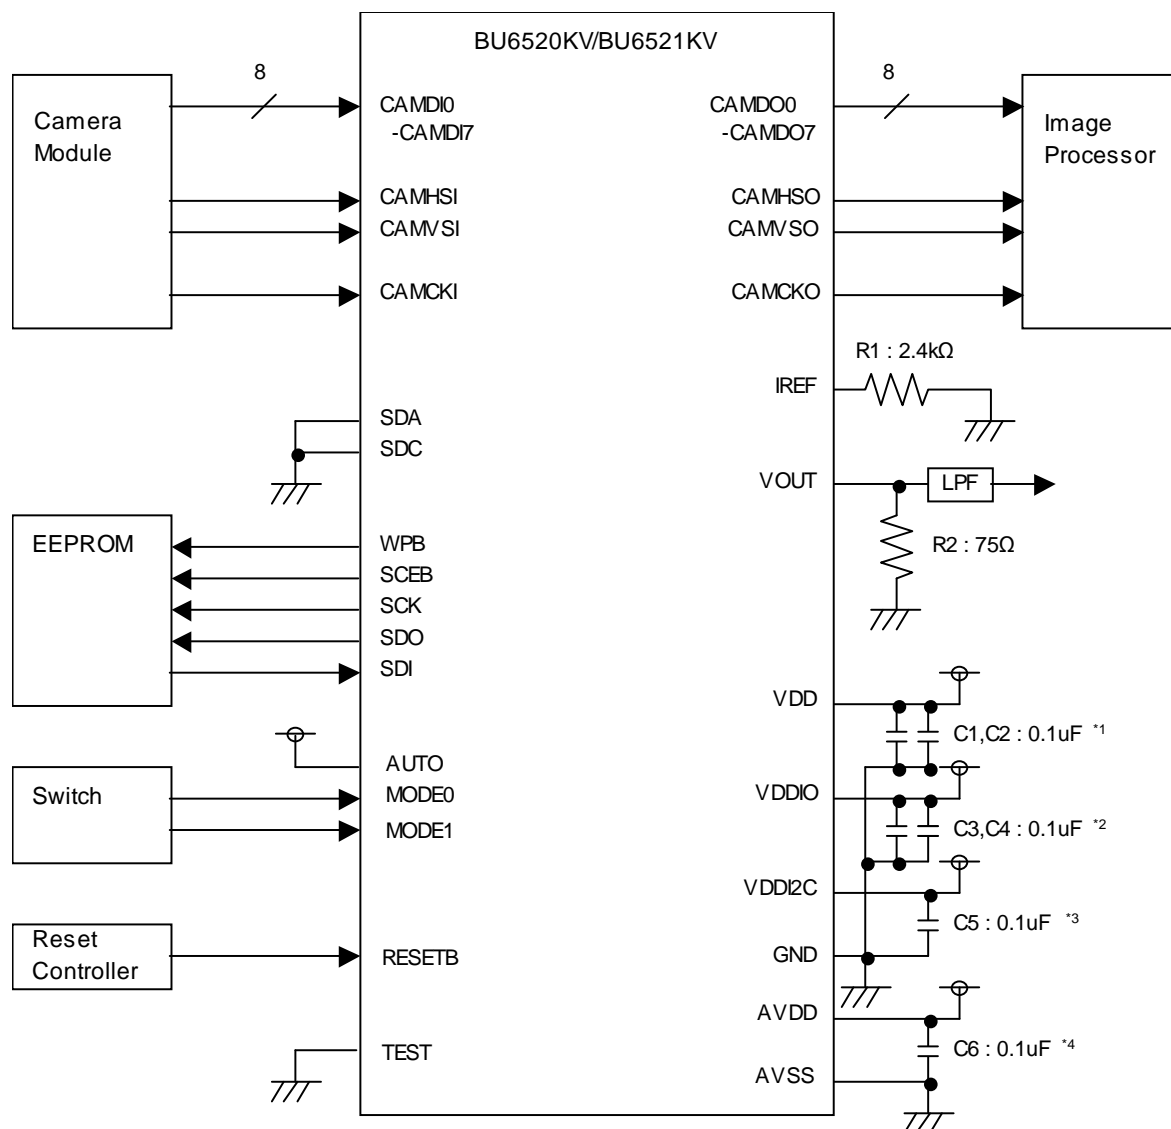 BU6520KV/BU6521KV
8
8
Camera
Module
CAMDI0
-CAMDI7
CAMHSI
CAMVSI
CAMCKI
CAMDO0
-CAMDO7
CAMHSO
CAMVSO
CAMCKO
Image
Processor
R1 : 2.4kΩ
IREF
SDA
SDC
VOUT
LPF
R2 : 75Ω
EEPROM
WPB
SCEB
SCK
SDO
SDI
VDD
C1,C2 : 0.1uF *1
AUTO
Switch
MODE0
MODE1
VDDIO
C3,C4 : 0.1uF *2
VDDI2C
C5 : 0.1uF *3
Reset
Controller
RESETB
GND
AVDD
C6 : 0.1uF *4
TEST
AVSS